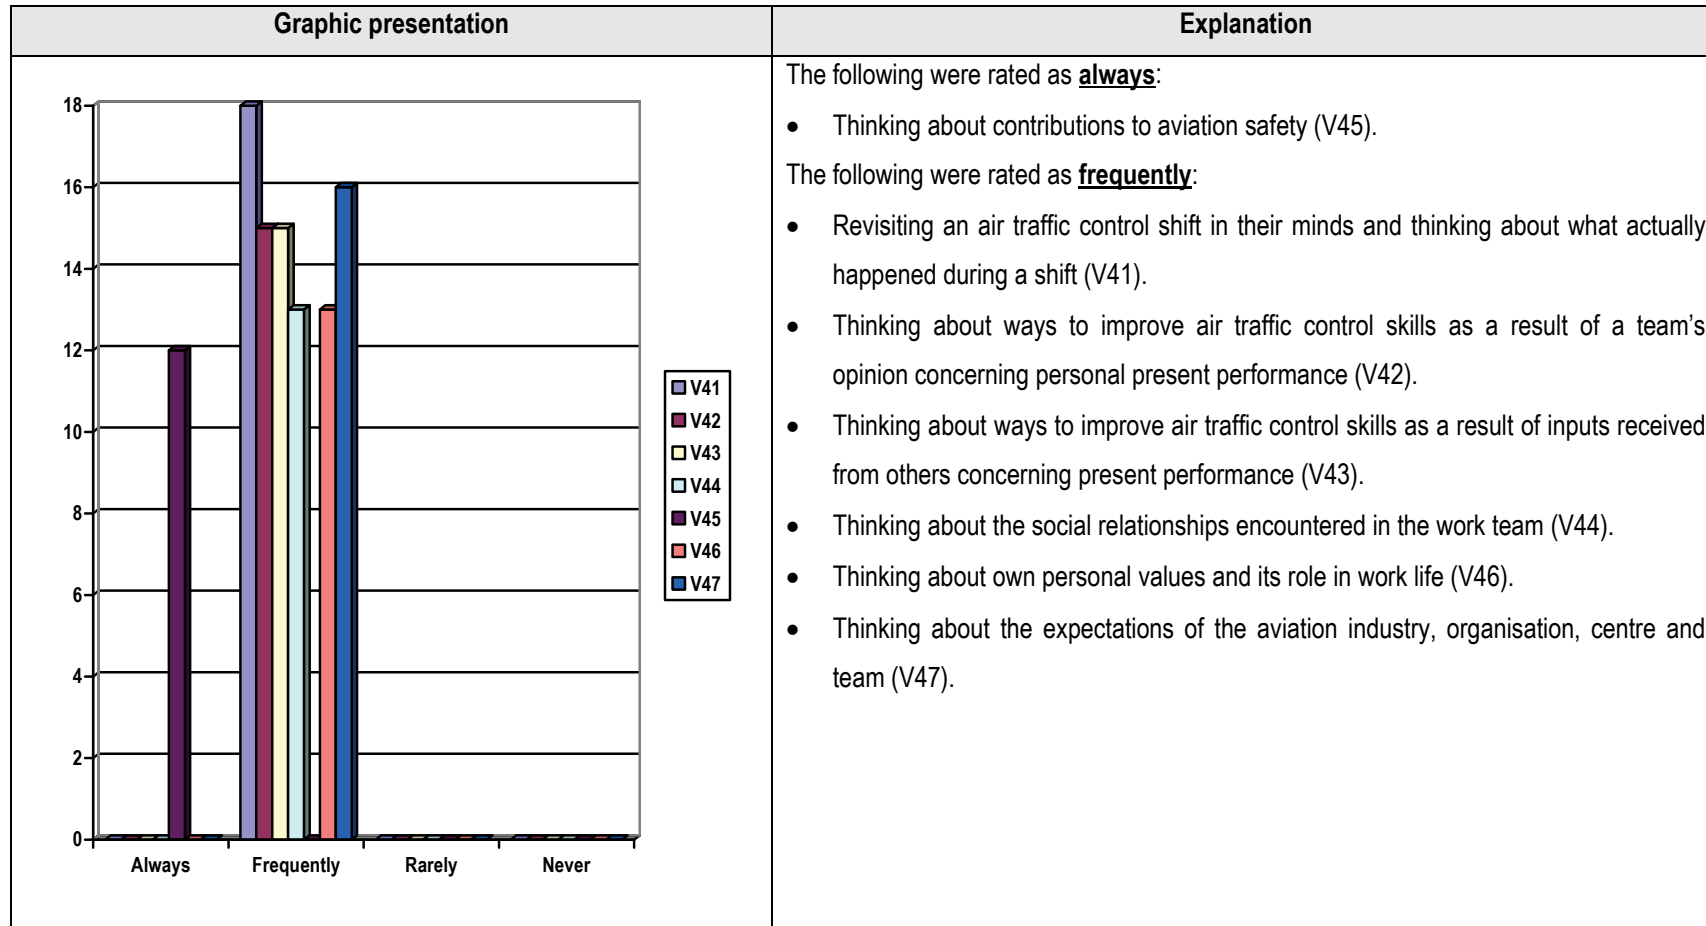 Graphic presentation
Explanation
18
16
14
12
10
8
6
4
2
0
Always Frequently Rarely Never
V41
V42
V43
V44
V45
V46
V47
The following were rated as always:
• Thinking about contributions to aviation safety (V45).
The following were rated as frequently:
• Revisiting an air traffic control shift in their minds and thinking about what actually
happened during a shift (V41).
• Thinking about ways to improve air traffic control skills as a result of a team’s
opinion concerning personal present performance (V42).
• Thinking about ways to improve air traffic control skills as a result of inputs received
from others concerning present performance (V43).
• Thinking about the social relationships encountered in the work team (V44).
• Thinking about own personal values and its role in work life (V46).
• Thinking about the expectations of the aviation industry, organisation, centre and
team (V47).